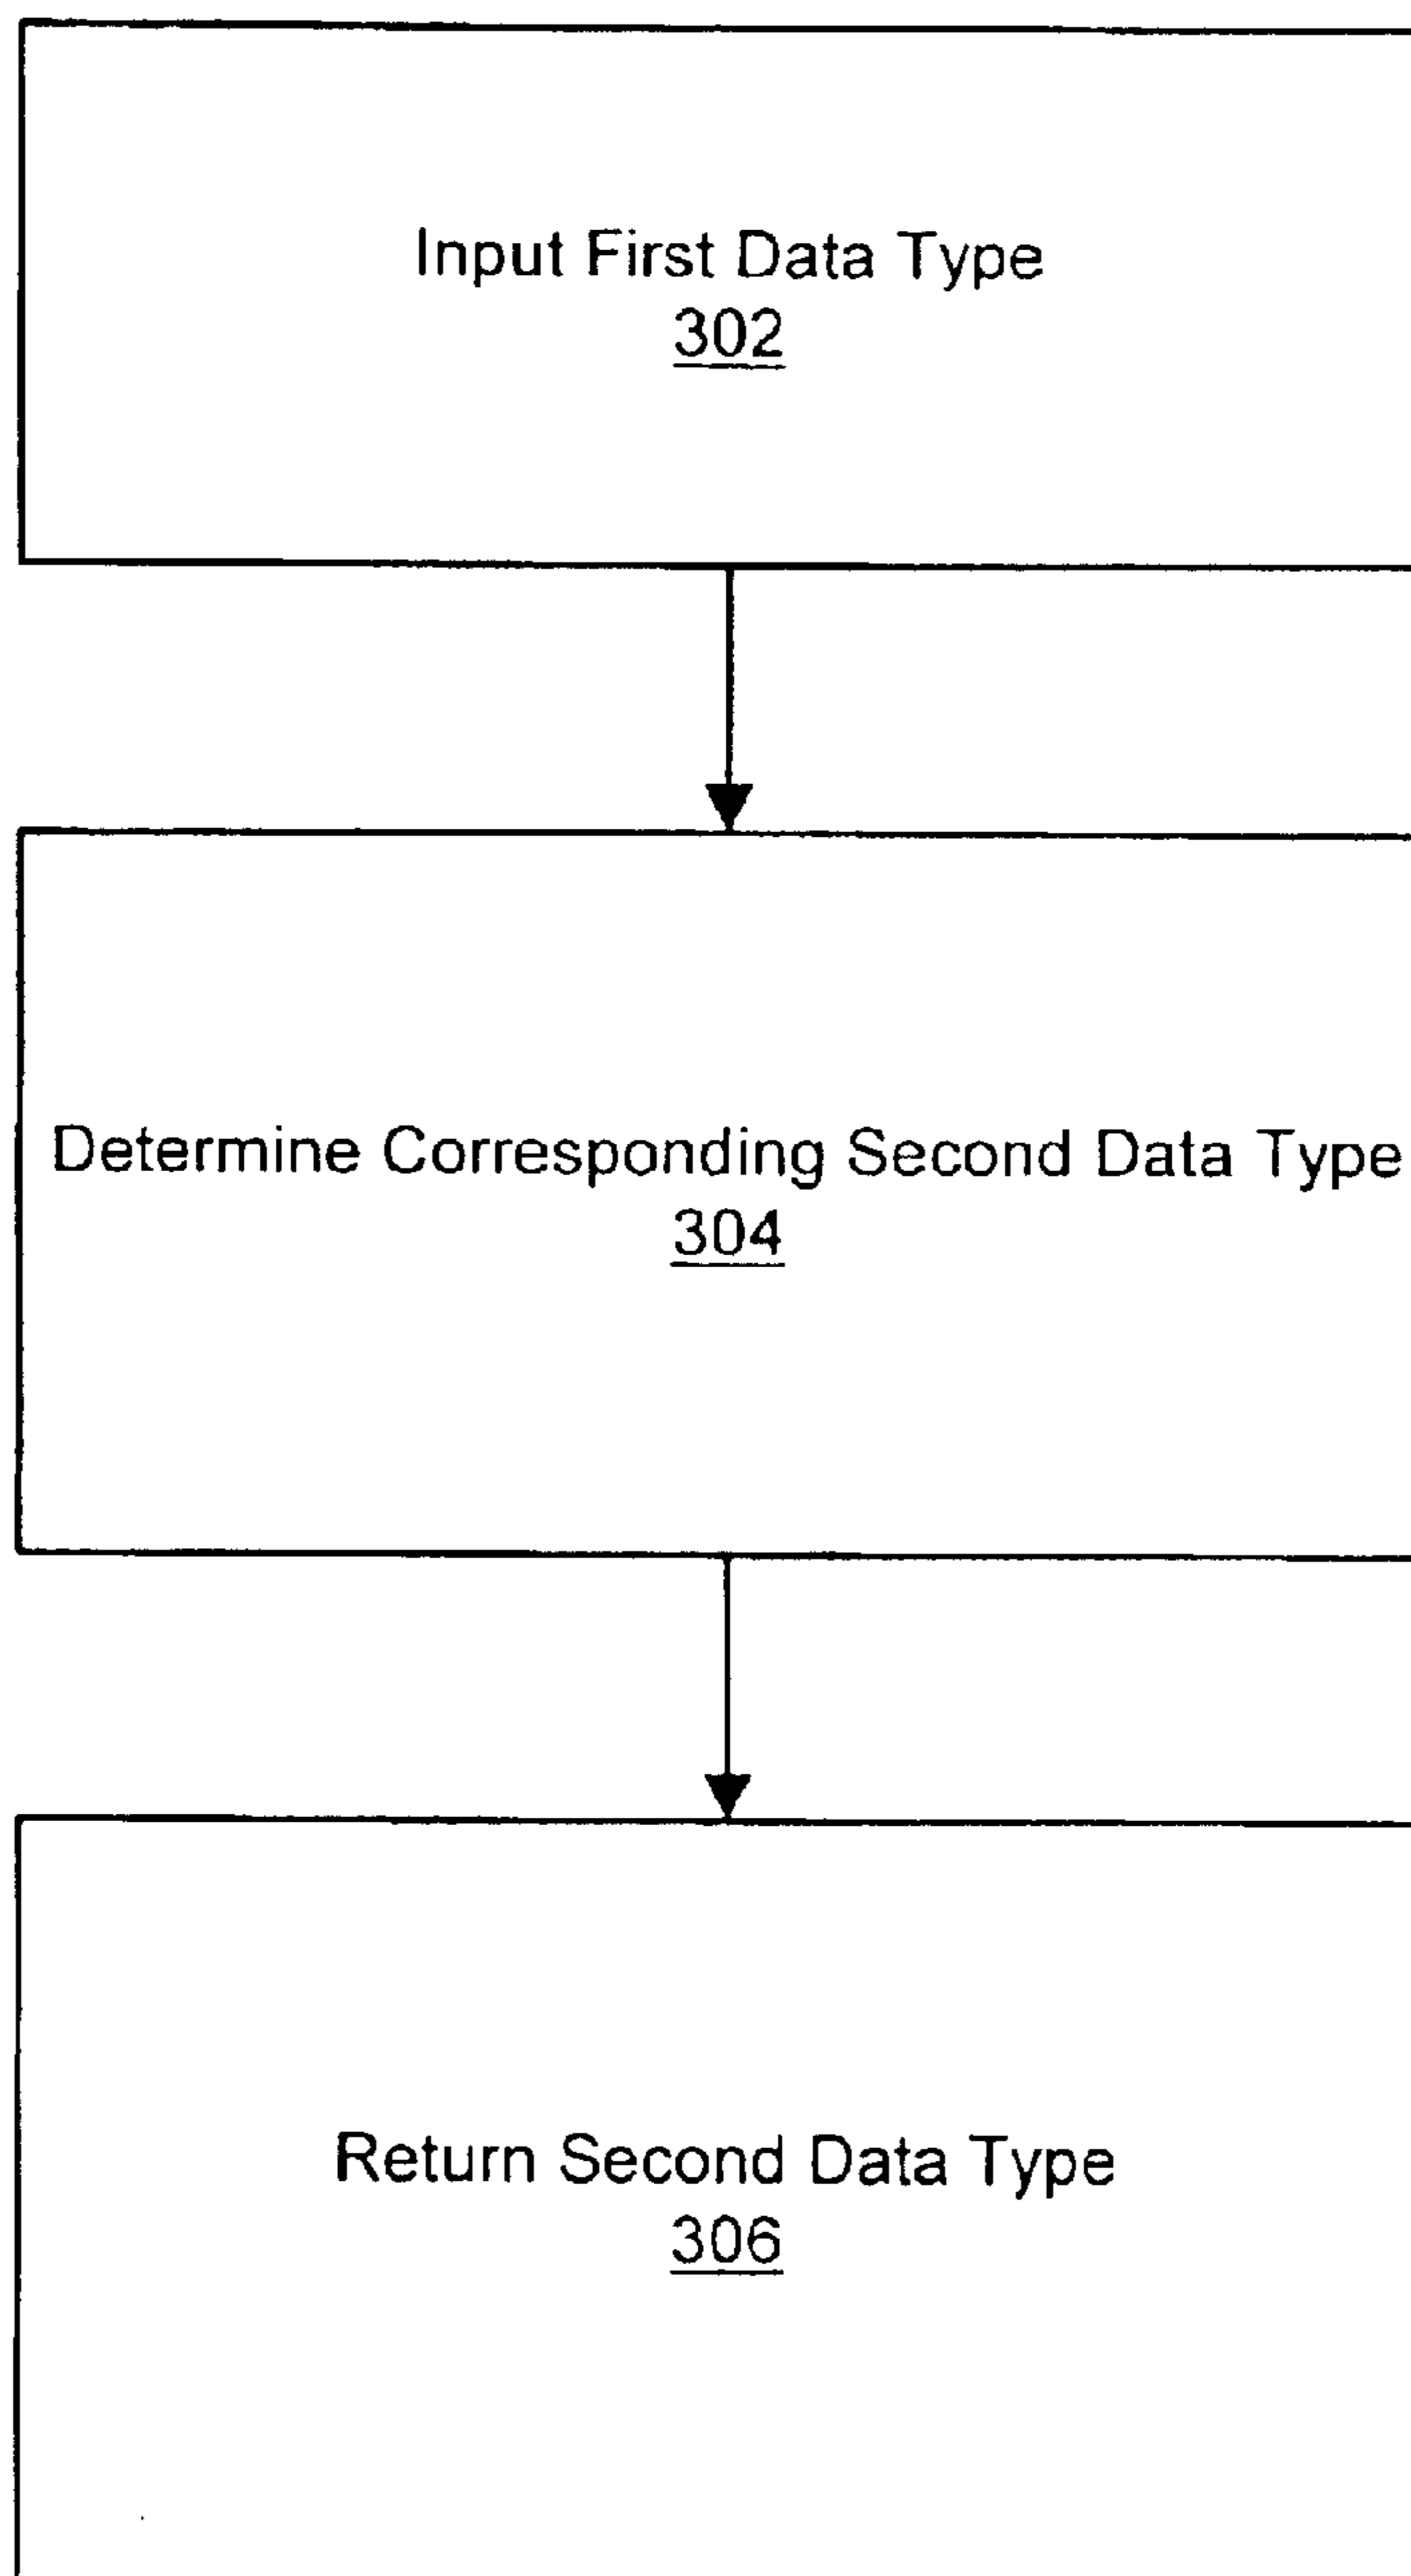 Input First Data Type
302
Determine Corresponding Second Data Type
304
Return Second Data Type
306